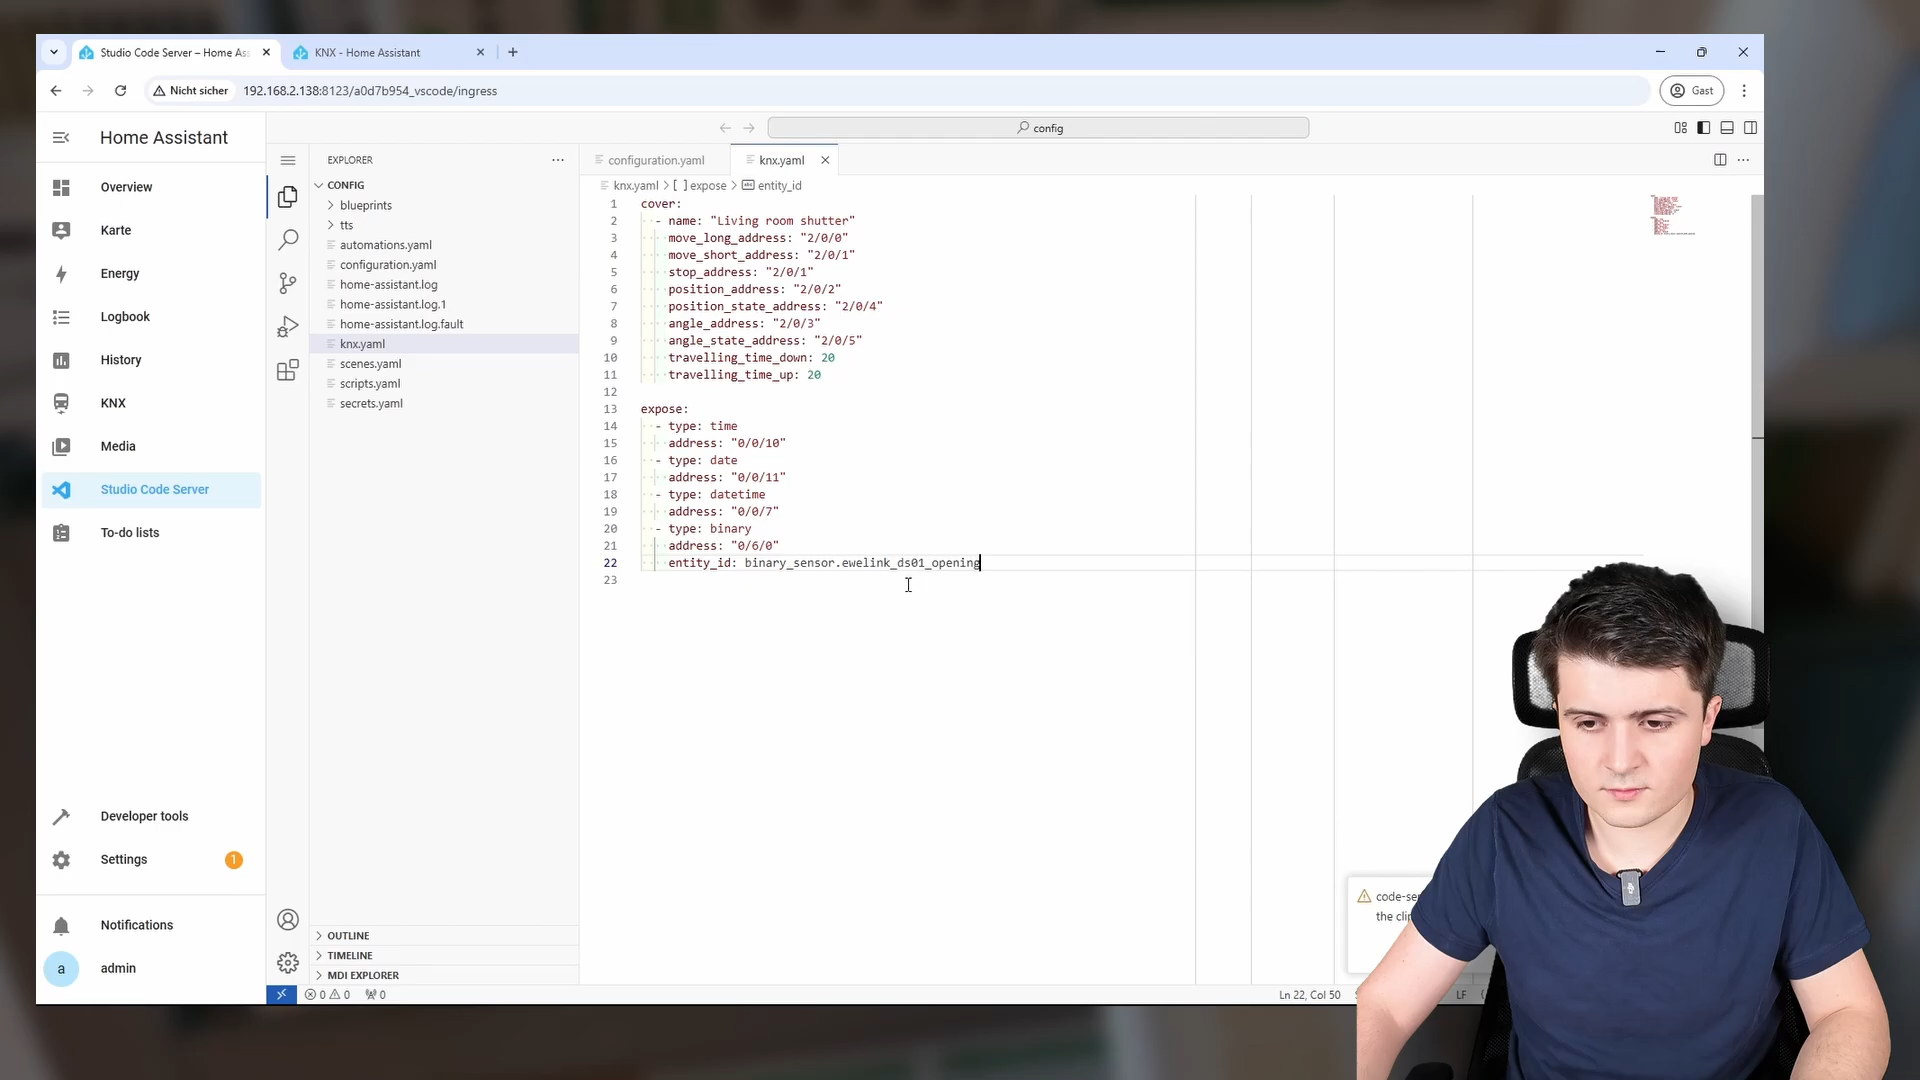 Studio Code Server – Home As
KNX - Home Assistant
Nicht sicher
192.168.2.138:8123/a0d7b954_vscode/ingress
Gast
Home Assistant
Overview
Karte
Energy
Logbook
History
KNX
Media
Studio Code Server
To-do lists
Developer tools
Settings
1
Notifications
a
admin
config
EXPLORER
CONFIG
blueprints
tts
automations.yaml
configuration.yaml
home-assistant.log
home-assistant.log.1
home-assistant.log.fault
knx.yaml
scenes.yaml
scripts.yaml
secrets.yaml
OUTLINE
TIMELINE
MDI EXPLORER
configuration.yaml
knx.yaml
knx.yaml > [ ] expose > entity_id
1 cover:
2 - name: "Living room shutter"
3 move_long_address: "2/0/0"
4 move_short_address: "2/0/1"
5 stop_address: "2/0/1"
6 position_address: "2/0/2"
7 position_state_address: "2/0/4"
8 angle_address: "2/0/3"
9 angle_state_address: "2/0/5"
10 travelling_time_down: 20
11 travelling_time_up: 20
12
13 expose:
14 - type: time
15 address: "0/0/10"
16 - type: date
17 address: "0/0/11"
18 - type: datetime
19 address: "0/0/7"
20 - type: binary
21 address: "0/6/0"
22 entity_id: binary_sensor.ewelink_ds01_opening
23
code-se
the cli
0 0
0
Ln 22, Col 50
LF